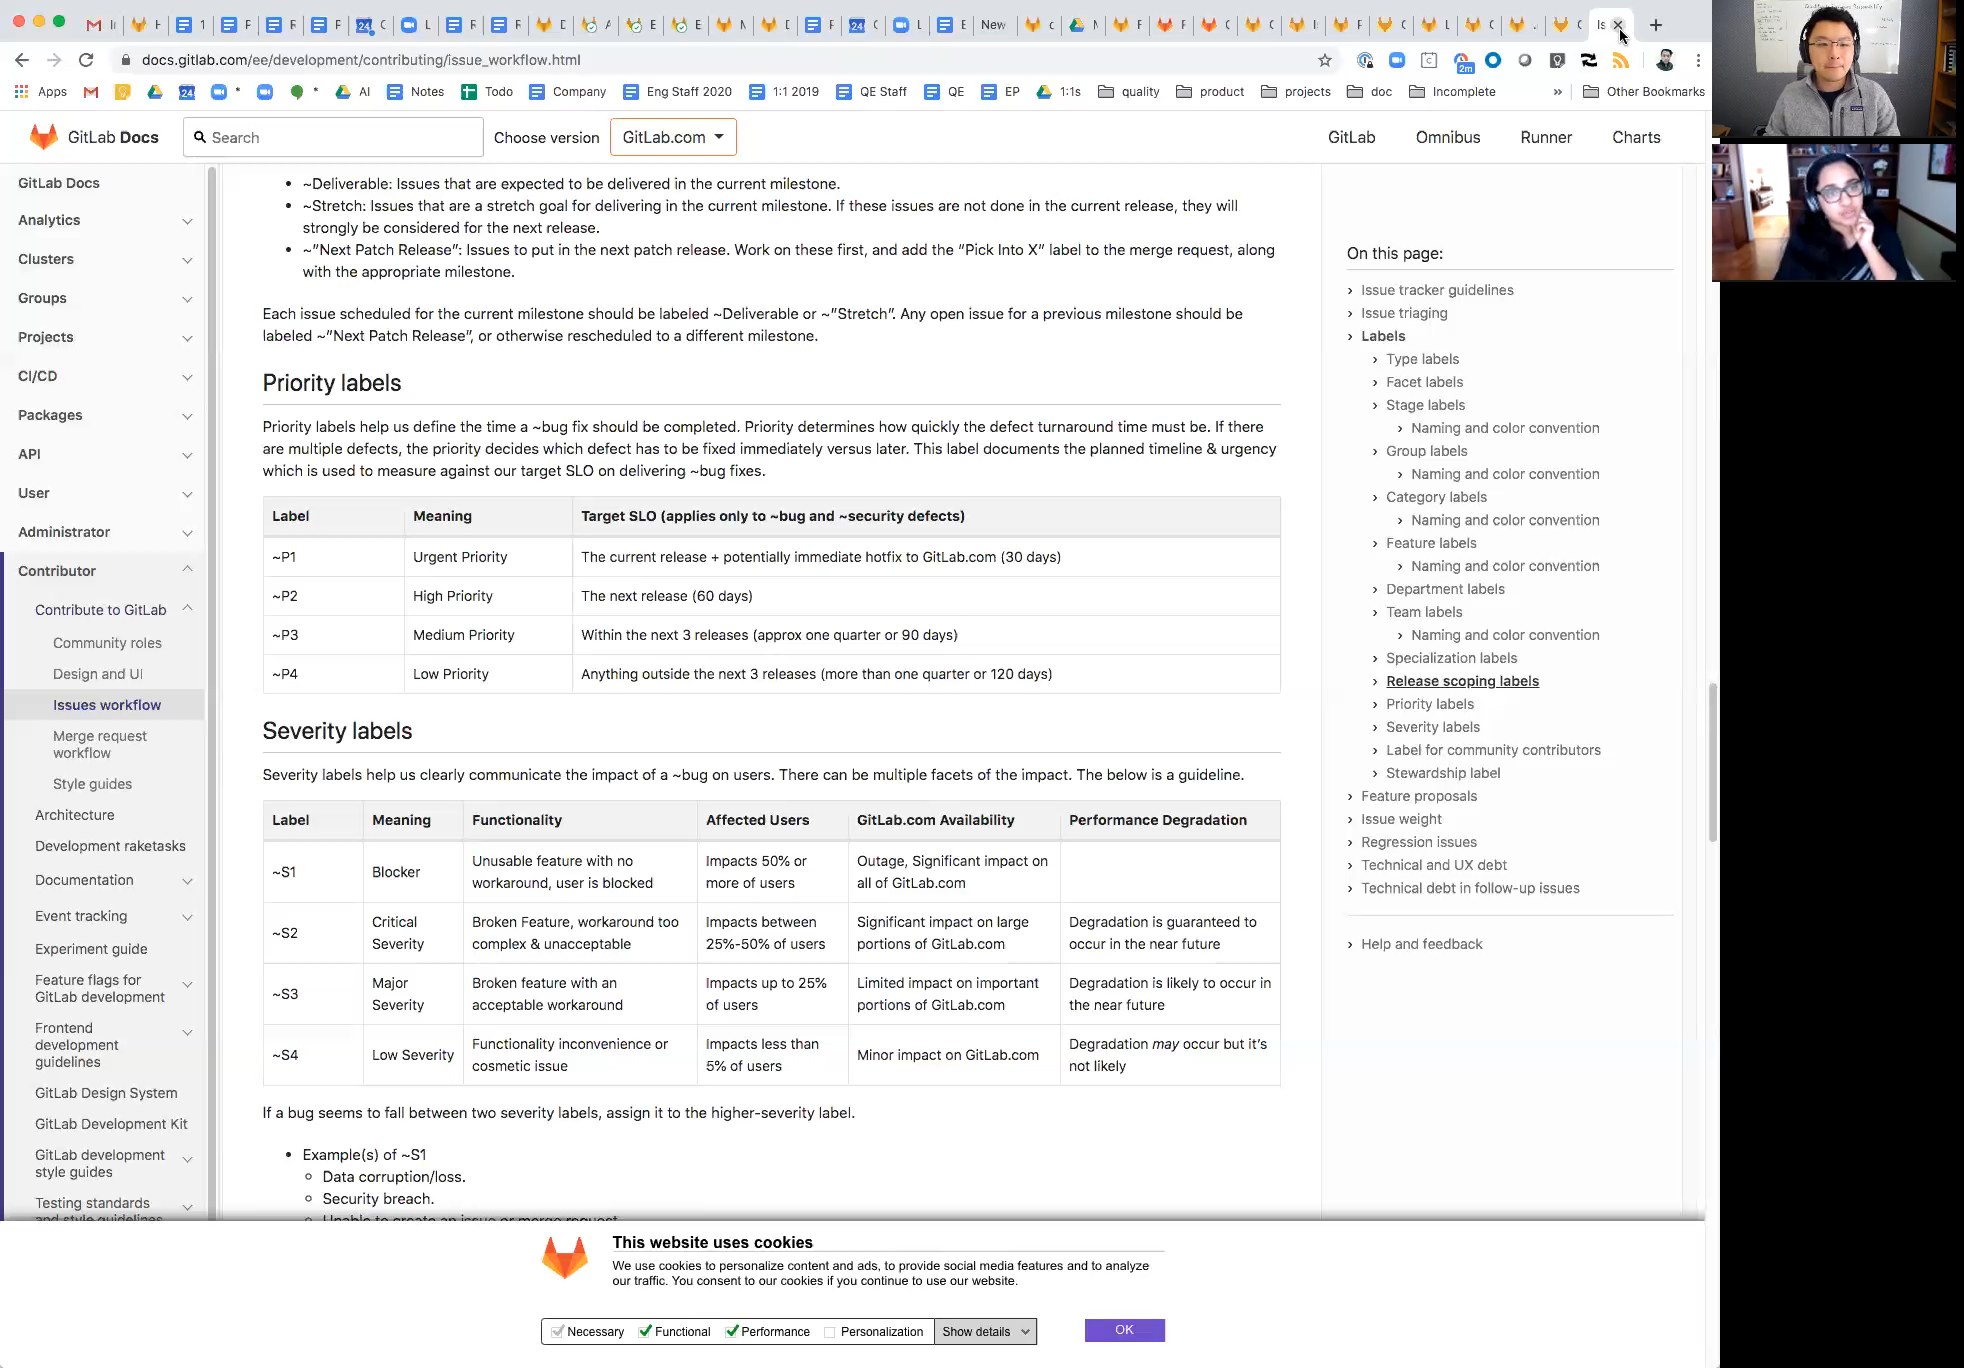 New
Is
docs.gitlab.com/ee/development/contributing/issue_workflow.html
2m
Apps
24
AI
Notes
Todo
Company
Eng Staff 2020
1:1 2019
QE Staff
QE
EP
1:1s
quality
product
projects
doc
Incomplete
»
Other Bookmarks
GitLab Docs
Search
Choose version
GitLab.com
GitLab
Omnibus
Runner
Charts
GitLab Docs
Analytics
Clusters
Groups
Projects
CI/CD
Packages
API
User
Administrator
Contributor
Contribute to GitLab
Community roles
Design and UI
Issues workflow
Merge request
workflow
Style guides
Architecture
Development raketasks
Documentation
Event tracking
Experiment guide
Feature flags for
GitLab development
Frontend
development
guidelines
GitLab Design System
GitLab Development Kit
GitLab development
style guides
Testing standards
and style guidelines
• ~Deliverable: Issues that are expected to be delivered in the current milestone.
• ~Stretch: Issues that are a stretch goal for delivering in the current milestone. If these issues are not done in the current release, they will
strongly be considered for the next release.
• ~”Next Patch Release”: Issues to put in the next patch release. Work on these first, and add the “Pick Into X” label to the merge request, along
with the appropriate milestone.
Each issue scheduled for the current milestone should be labeled ~Deliverable or ~”Stretch”. Any open issue for a previous milestone should be
labeled ~”Next Patch Release”, or otherwise rescheduled to a different milestone.
Priority labels
Priority labels help us define the time a ~bug fix should be completed. Priority determines how quickly the defect turnaround time must be. If there
are multiple defects, the priority decides which defect has to be fixed immediately versus later. This label documents the planned timeline & urgency
which is used to measure against our target SLO on delivering ~bug fixes.
Label Meaning Target SLO (applies only to ~bug and ~security defects)
~P1 Urgent Priority The current release + potentially immediate hotfix to GitLab.com (30 days)
~P2 High Priority The next release (60 days)
~P3 Medium Priority Within the next 3 releases (approx one quarter or 90 days)
~P4 Low Priority Anything outside the next 3 releases (more than one quarter or 120 days)
Severity labels
Severity labels help us clearly communicate the impact of a ~bug on users. There can be multiple facets of the impact. The below is a guideline.
Label Meaning Functionality Affected Users GitLab.com Availability Performance Degradation
~S1 Blocker Unusable feature with no workaround, user is blocked Impacts 50% or more of users Outage, Significant impact on all of GitLab.com
~S2 Critical Severity Broken Feature, workaround too complex & unacceptable Impacts between 25%-50% of users Significant impact on large portions of GitLab.com Degradation is guaranteed to occur in the near future
~S3 Major Severity Broken feature with an acceptable workaround Impacts up to 25% of users Limited impact on important portions of GitLab.com Degradation is likely to occur in the near future
~S4 Low Severity Functionality inconvenience or cosmetic issue Impacts less than 5% of users Minor impact on GitLab.com Degradation may occur but it’s not likely
If a bug seems to fall between two severity labels, assign it to the higher-severity label.
• Example(s) of ~S1
Data corruption/loss.
Security breach.
Unable to create an issue or merge request
On this page:
Issue tracker guidelines
Issue triaging
Labels
Type labels
Facet labels
Stage labels
Naming and color convention
Group labels
Naming and color convention
Category labels
Naming and color convention
Feature labels
Naming and color convention
Department labels
Team labels
Naming and color convention
Specialization labels
Release scoping labels
Priority labels
Severity labels
Label for community contributors
Stewardship label
Feature proposals
Issue weight
Regression issues
Technical and UX debt
Technical debt in follow-up issues
Help and feedback
This website uses cookies
We use cookies to personalize content and ads, to provide social media features and to analyze
our traffic. You consent to our cookies if you continue to use our website.
Necessary
Functional
Performance
Personalization
Show details
OK